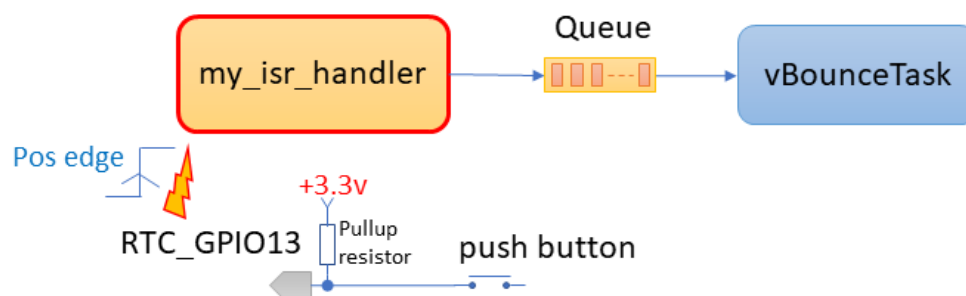 Queue
my_isr_handler
vBounceTask
Pos edge
+3.3v
RTC_GPIO13
Pullup
resistor
push button